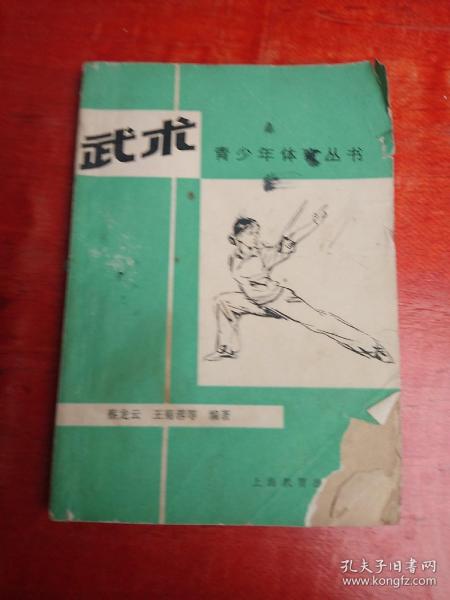 武术
青少年体育丛书
蔡龙云 王菊蓉等 编著
上海教育
孔夫子旧书网
www.kongfz.com